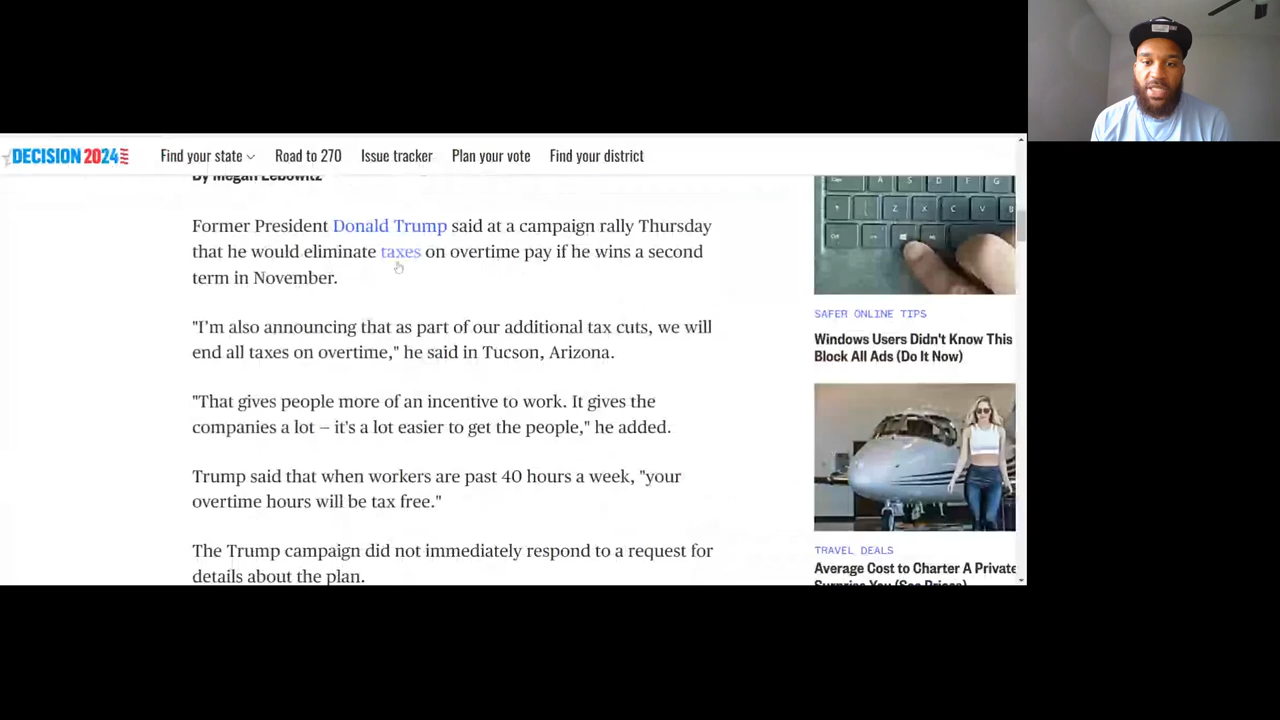 DECISION 2024
Find your state
Road to 270
Issue tracker
Plan your vote
Find your district
By Megan Lebowitz
Former President Donald Trump said at a campaign rally Thursday
that he would eliminate taxes on overtime pay if he wins a second
term in November.
"I'm also announcing that as part of our additional tax cuts, we will
end all taxes on overtime," he said in Tucson, Arizona.
"That gives people more of an incentive to work. It gives the
companies a lot — it's a lot easier to get the people," he added.
Trump said that when workers are past 40 hours a week, "your
overtime hours will be tax free."
The Trump campaign did not immediately respond to a request for
details about the plan.
SAFER ONLINE TIPS
Windows Users Didn't Know This
Block All Ads (Do It Now)
TRAVEL DEALS
Average Cost to Charter A Private
Surprise You (See Prices)